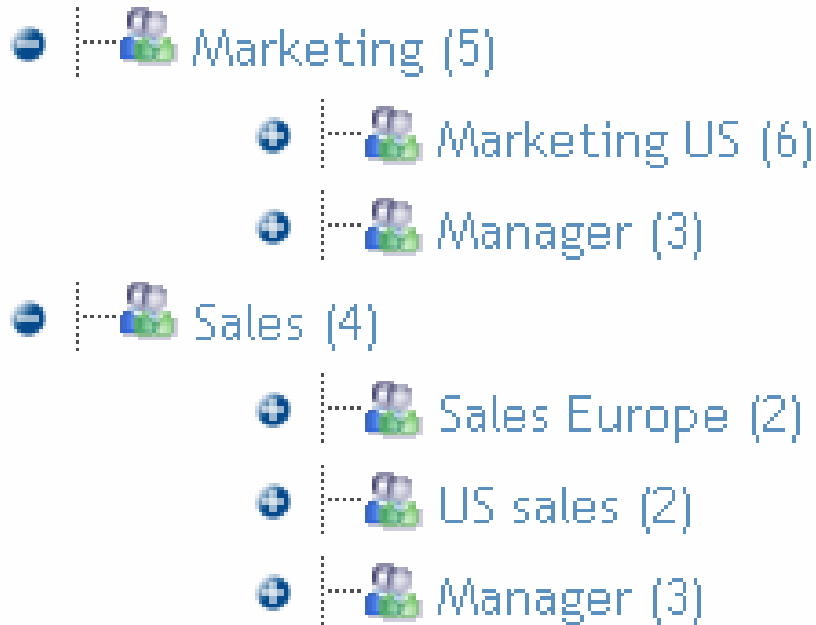 Marketing (5)
Marketing US (6)
Manager (3)
Sales (4)
Sales Europe (2)
US sales (2)
Manager (3)